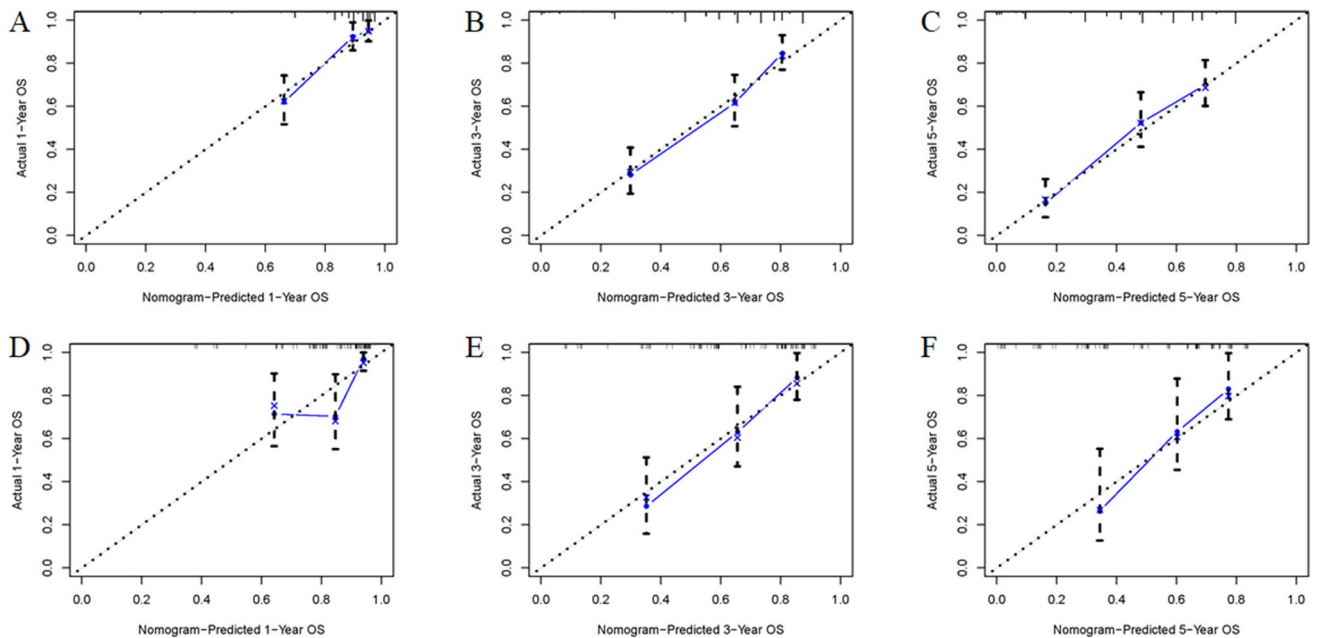 A
Actual 1-Year OS
0.0 0.2 0.4 0.6 0.8 1.0
0.0 0.2 0.4 0.6 0.8 1.0
Nomogram-Predicted 1-Year OS
B
Actual 3-Year OS
0.0 0.2 0.4 0.6 0.8 1.0
0.0 0.2 0.4 0.6 0.8 1.0
Nomogram-Predicted 3-Year OS
C
Actual 5-Year OS
0.0 0.2 0.4 0.6 0.8 1.0
0.0 0.2 0.4 0.6 0.8 1.0
Nomogram-Predicted 5-Year OS
D
Actual 1-Year OS
0.0 0.2 0.4 0.6 0.8 1.0
0.0 0.2 0.4 0.6 0.8 1.0
Nomogram-Predicted 1-Year OS
E
Actual 3-Year OS
0.0 0.2 0.4 0.6 0.8 1.0
0.0 0.2 0.4 0.6 0.8 1.0
Nomogram-Predicted 3-Year OS
F
Actual 5-Year OS
0.0 0.2 0.4 0.6 0.8 1.0
0.0 0.2 0.4 0.6 0.8 1.0
Nomogram-Predicted 5-Year OS